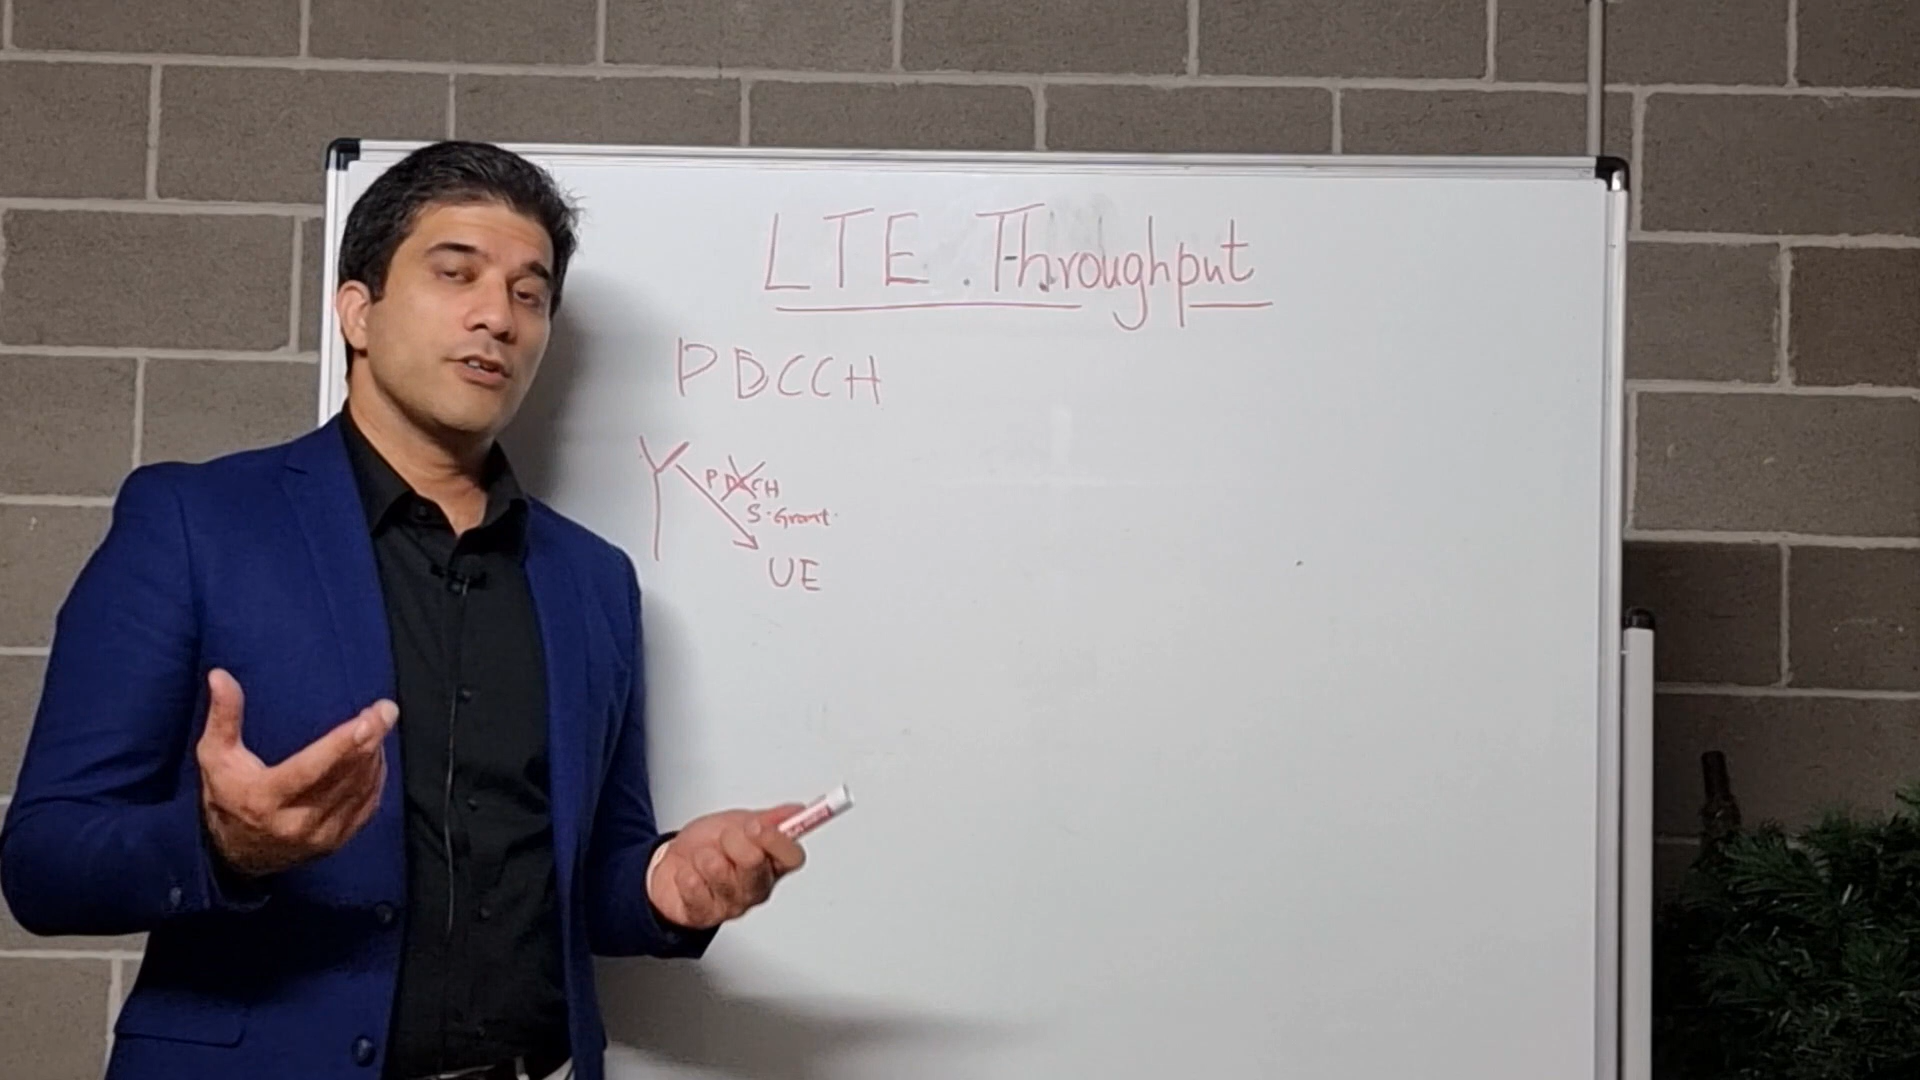 LTE Throughput
PDCCH
PDCCH
S.Grant.
UE